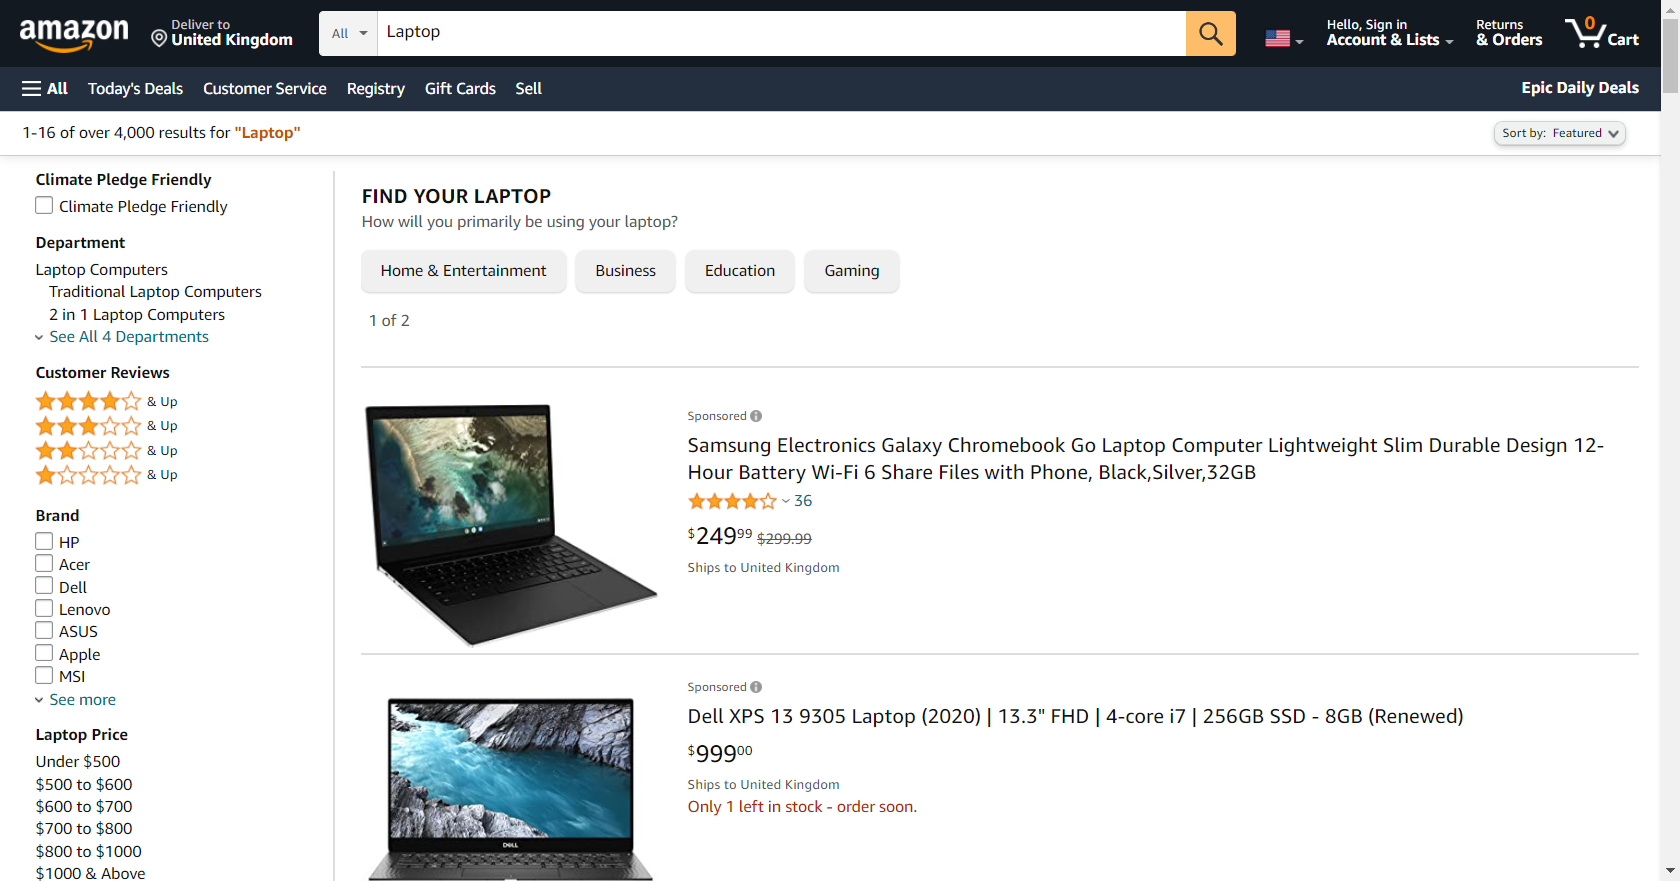 amazon
Deliver to
United Kingdom
All
Laptop
Hello, Sign in
Account & Lists
Returns
& Orders
0
Cart
All
Today's Deals
Customer Service
Registry
Gift Cards
Sell
Epic Daily Deals
1-16 of over 4,000 results for "Laptop"
Sort by: Featured
Climate Pledge Friendly
Climate Pledge Friendly
Department
Laptop Computers
Traditional Laptop Computers
2 in 1 Laptop Computers
See All 4 Departments
Customer Reviews
& Up
& Up
& Up
& Up
Brand
HP
Acer
Dell
Lenovo
ASUS
Apple
MSI
See more
Laptop Price
Under $500
$500 to $600
$600 to $700
$700 to $800
$800 to $1000
$1000 & Above
FIND YOUR LAPTOP
How will you primarily be using your laptop?
Home & Entertainment
Business
Education
Gaming
1 of 2
Sponsored
Samsung Electronics Galaxy Chromebook Go Laptop Computer Lightweight Slim Durable Design 12-
Hour Battery Wi-Fi 6 Share Files with Phone, Black,Silver,32GB
36
$249 99 $299.99
Ships to United Kingdom
Sponsored
Dell XPS 13 9305 Laptop (2020) | 13.3" FHD | 4-core i7 | 256GB SSD - 8GB (Renewed)
$999 00
Ships to United Kingdom
Only 1 left in stock - order soon.
DELL